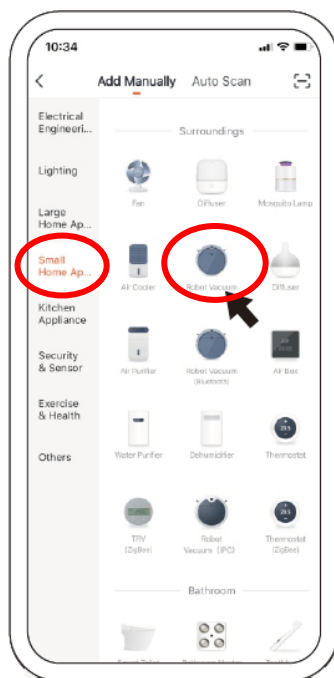 10:34
Add Manually Auto Scan
Electrical
Engineeri...
Lighting
Large
Home Ap...
Small
Home Ap...
Kitchen
Appliance
Security
& Sensor
Exercise
& Health
Others
Surroundings
Fan Diffuser Mosquito Lamp
Air Cooler Robot Vacuum Diffuser
Air Purifier Robot Vacuum
(Bluetooth) Air Box
Water Purifier Dehumidifier Thermostat
TRV
(ZigBee) Robot
Vacuum (IPC) Thermostat
(ZigBee)
Bathroom